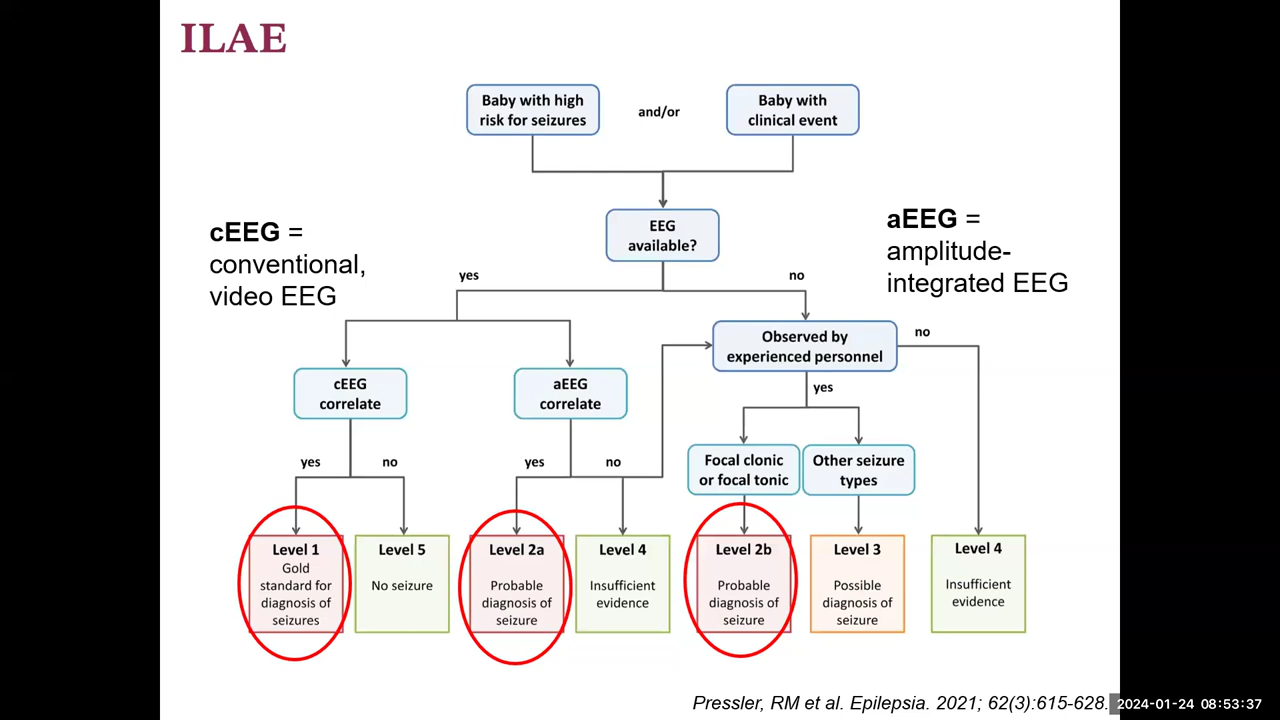 ILAE
Baby with high
risk for seizures
and/or
Baby with
clinical event
cEEG =
conventional,
video EEG
EEG
available?
aEEG =
amplitude-
integrated EEG
yes
no
Observed by
experienced personnel
no
cEEG
correlate
aEEG
correlate
yes
yes
no
yes
no
Focal clonic
or focal tonic
Other seizure
types
Level 1
Gold
standard for
diagnosis of
seizures
Level 5
No seizure
Level 2a
Probable
diagnosis of
seizure
Level 4
Insufficient
evidence
Level 2b
Probable
diagnosis of
seizure
Level 3
Possible
diagnosis of
seizure
Level 4
Insufficient
evidence
Pressler, RM et al. Epilepsia. 2021; 62(3):615-628.
2024-01-24 08:53:37